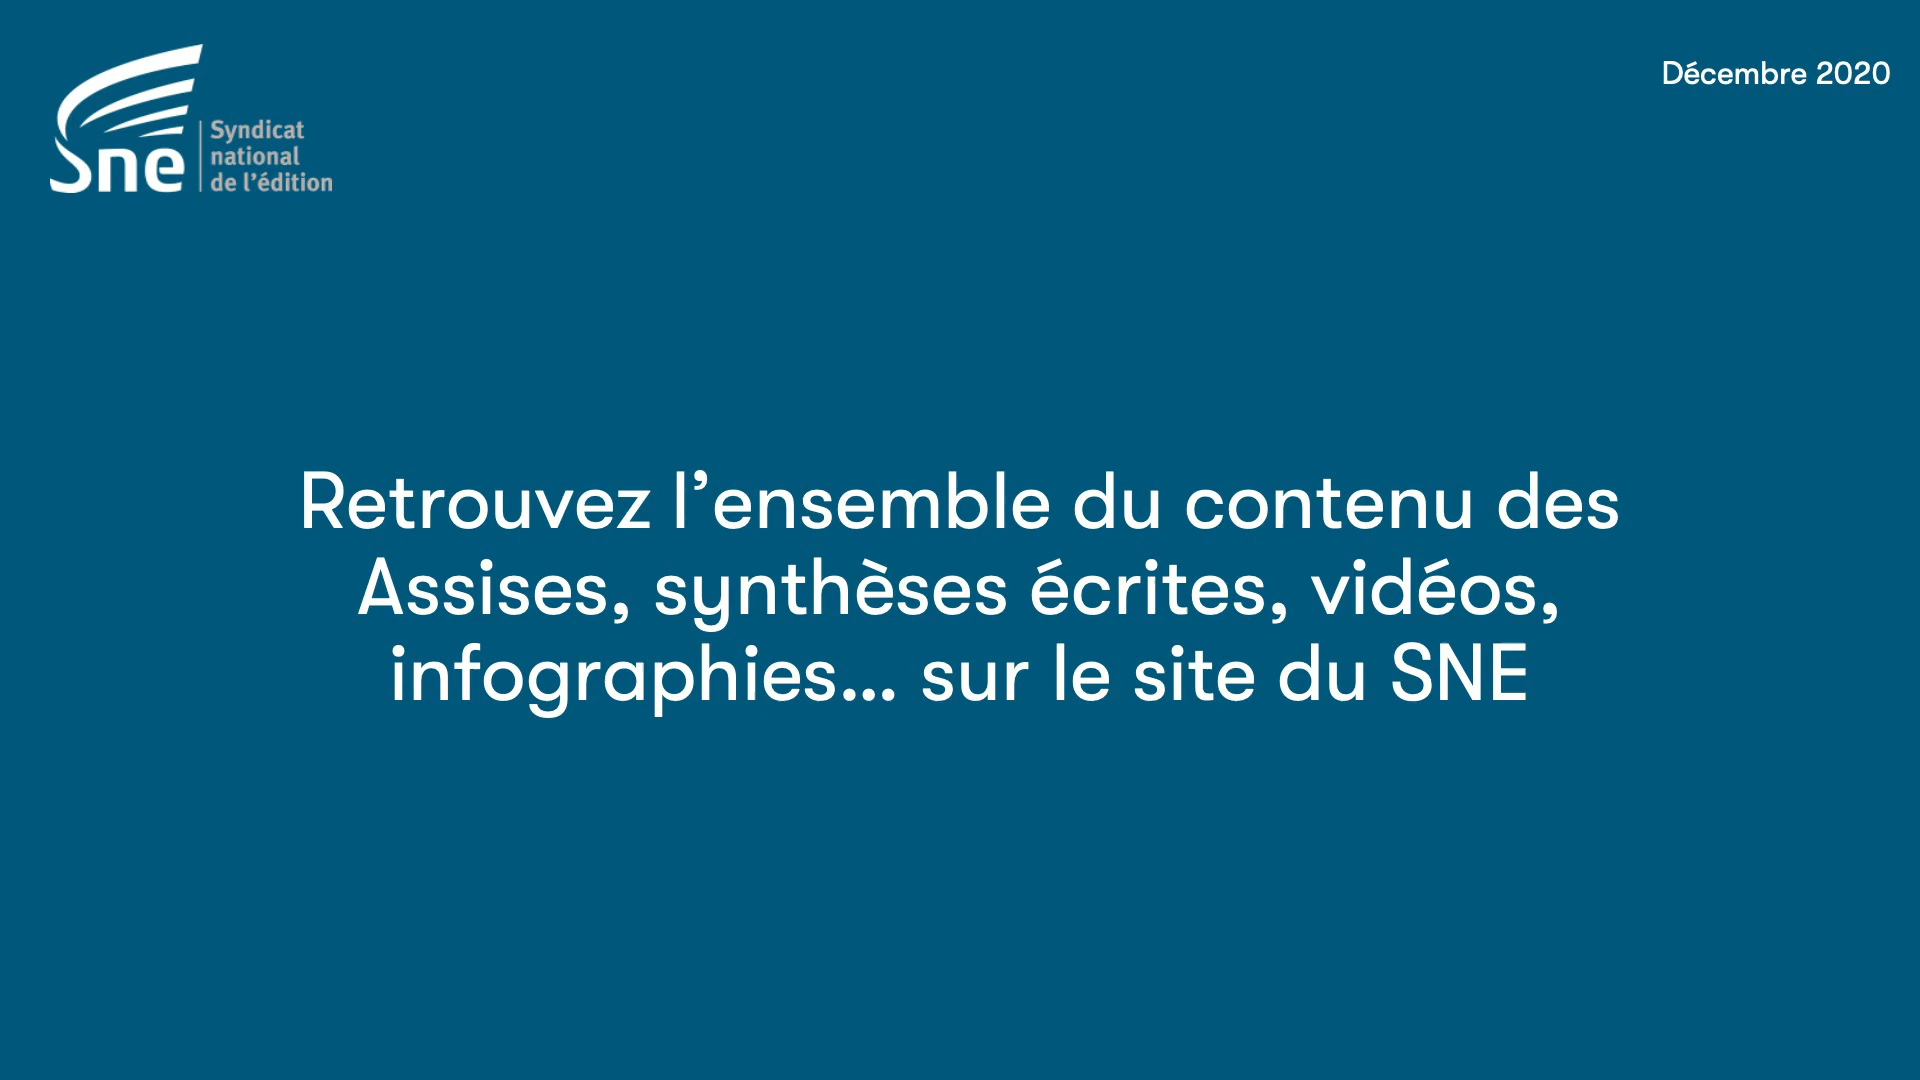 Sne
Syndicat
national
de l’édition
Décembre 2020
Retrouvez l’ensemble du contenu des
Assises, synthèses écrites, vidéos,
infographies... sur le site du SNE